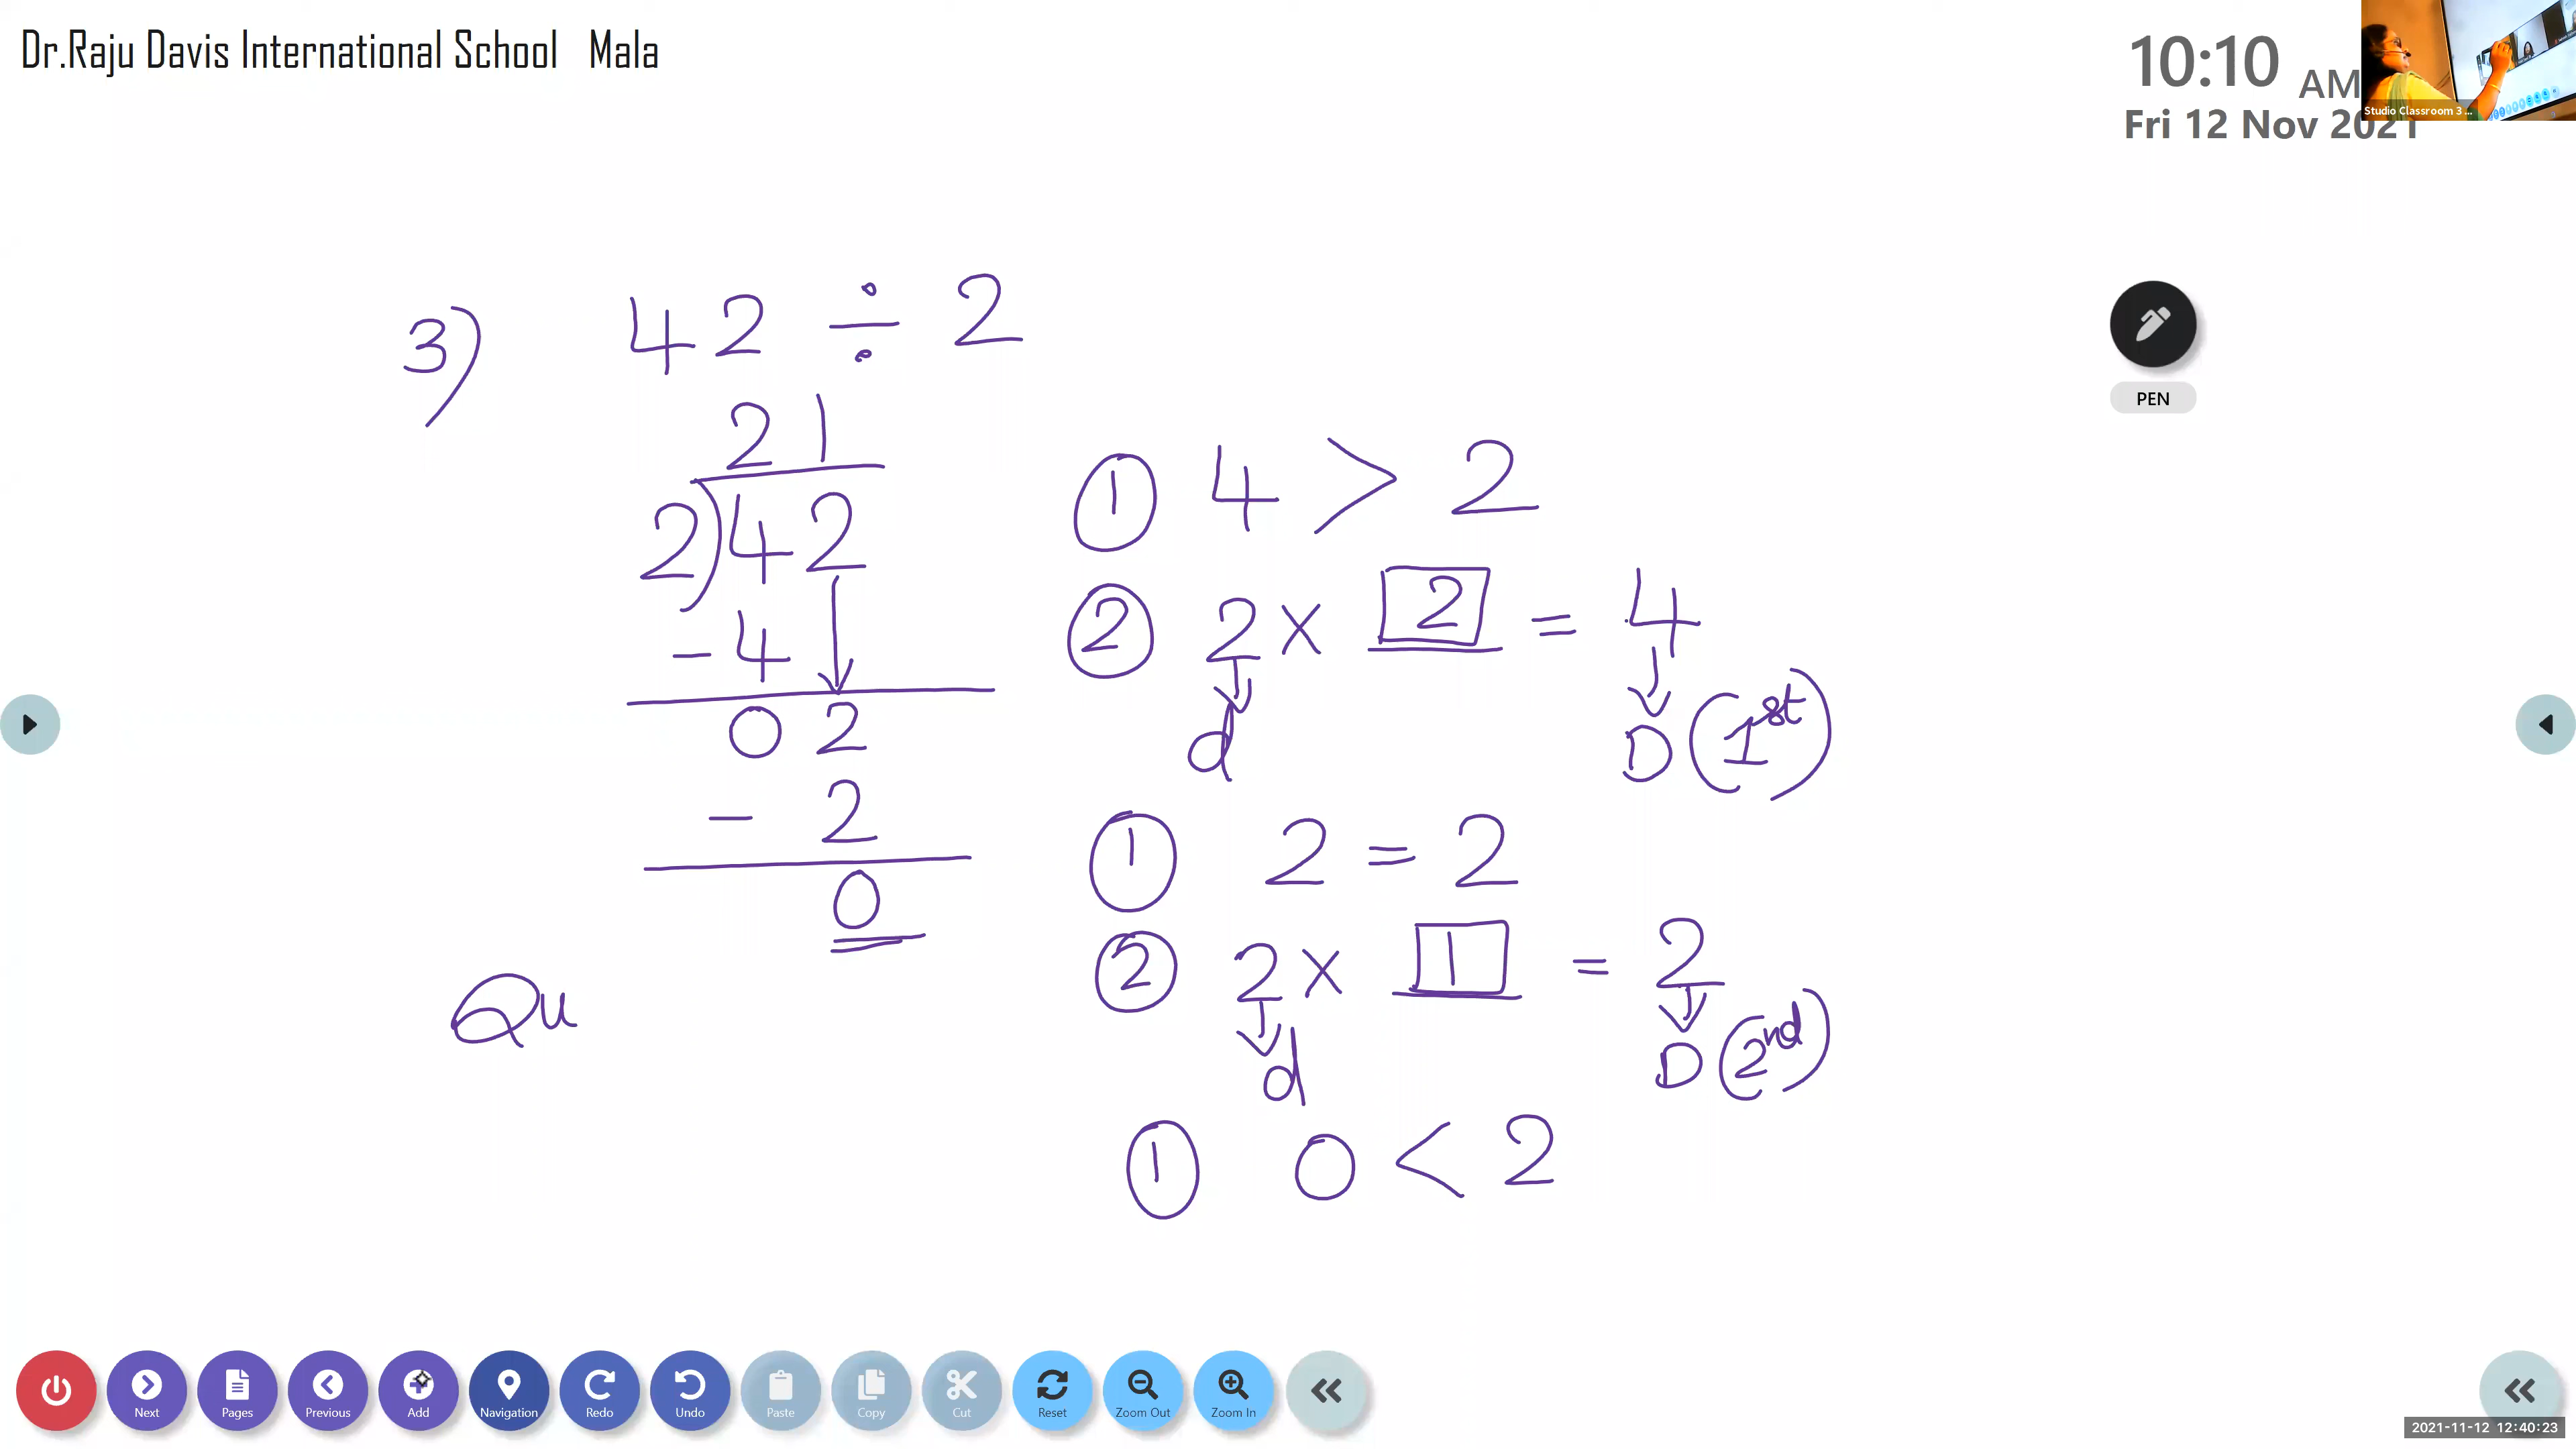 Dr.Raju Davis International School Mala
10:10 AM
Fri 12 Nov 2021
Studio Classroom 3 ...
PEN
3) 42 ÷ 2
21
2)42
- 4
02
- 2
0
Qu
① 4 > 2
② 2 × 2 = 4
d D (1st)
① 2 = 2
② 2 × 1 = 2
d D (2nd)
① 0 < 2
Next Pages Previous Add Navigation Redo Undo Paste Copy Cut Reset Zoom Out Zoom In
2021-11-12 12:40:23